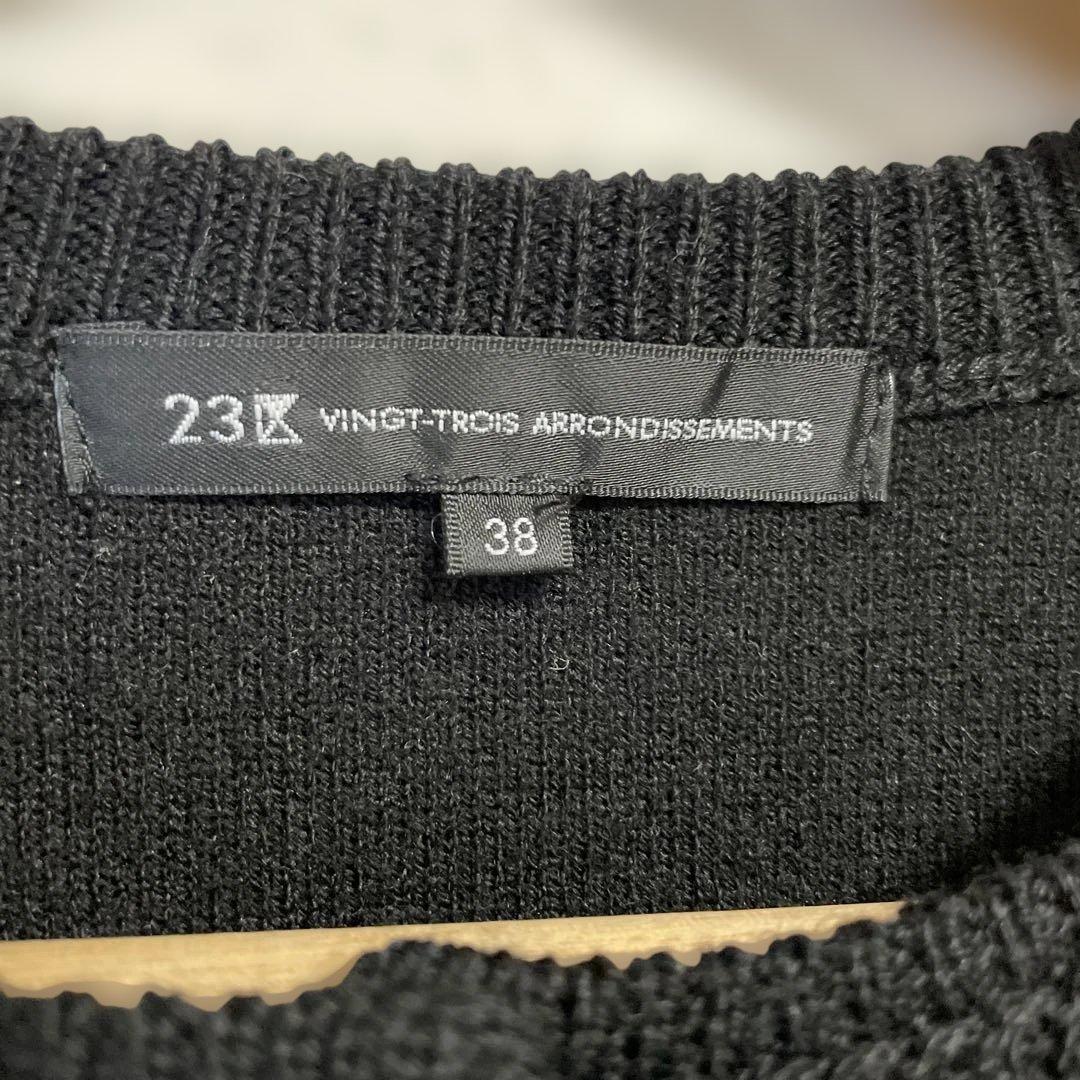 23区 VINGT-TROIS ARRONDISSEMENTS
38